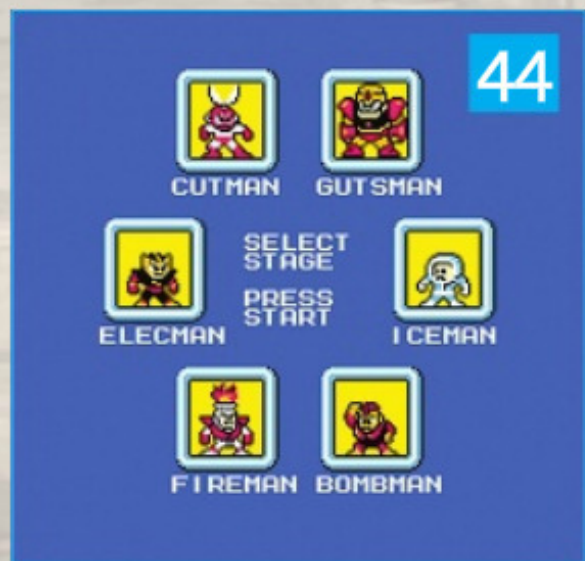 44
CUTMAN GUTSMAN
SELECT
STAGE
PRESS
START
ELECMAN ICEMAN
FIREMAN BOMBMAN